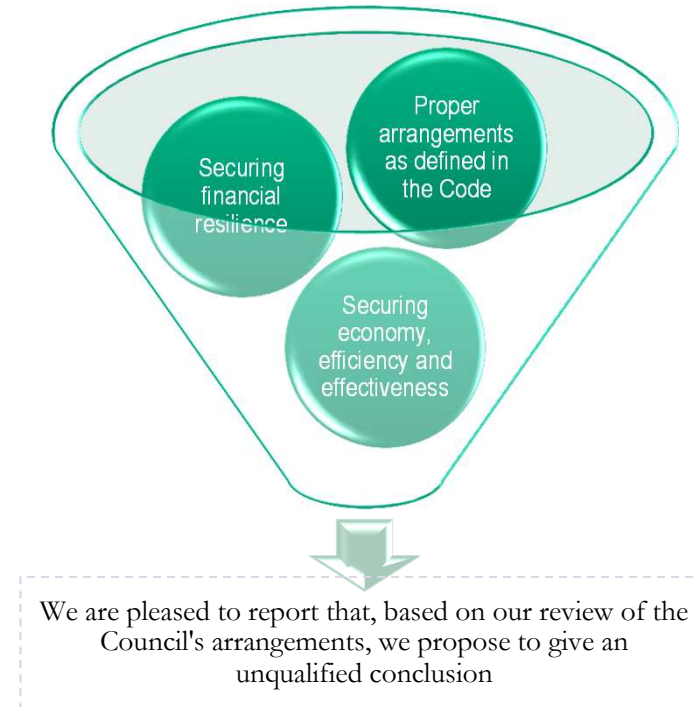 Proper
arrangements
as defined in
the Code
Securing
financial
resilience
Securing
economy,
efficiency and
effectiveness
We are pleased to report that, based on our review of the
Council's arrangements, we propose to give an
unqualified conclusion